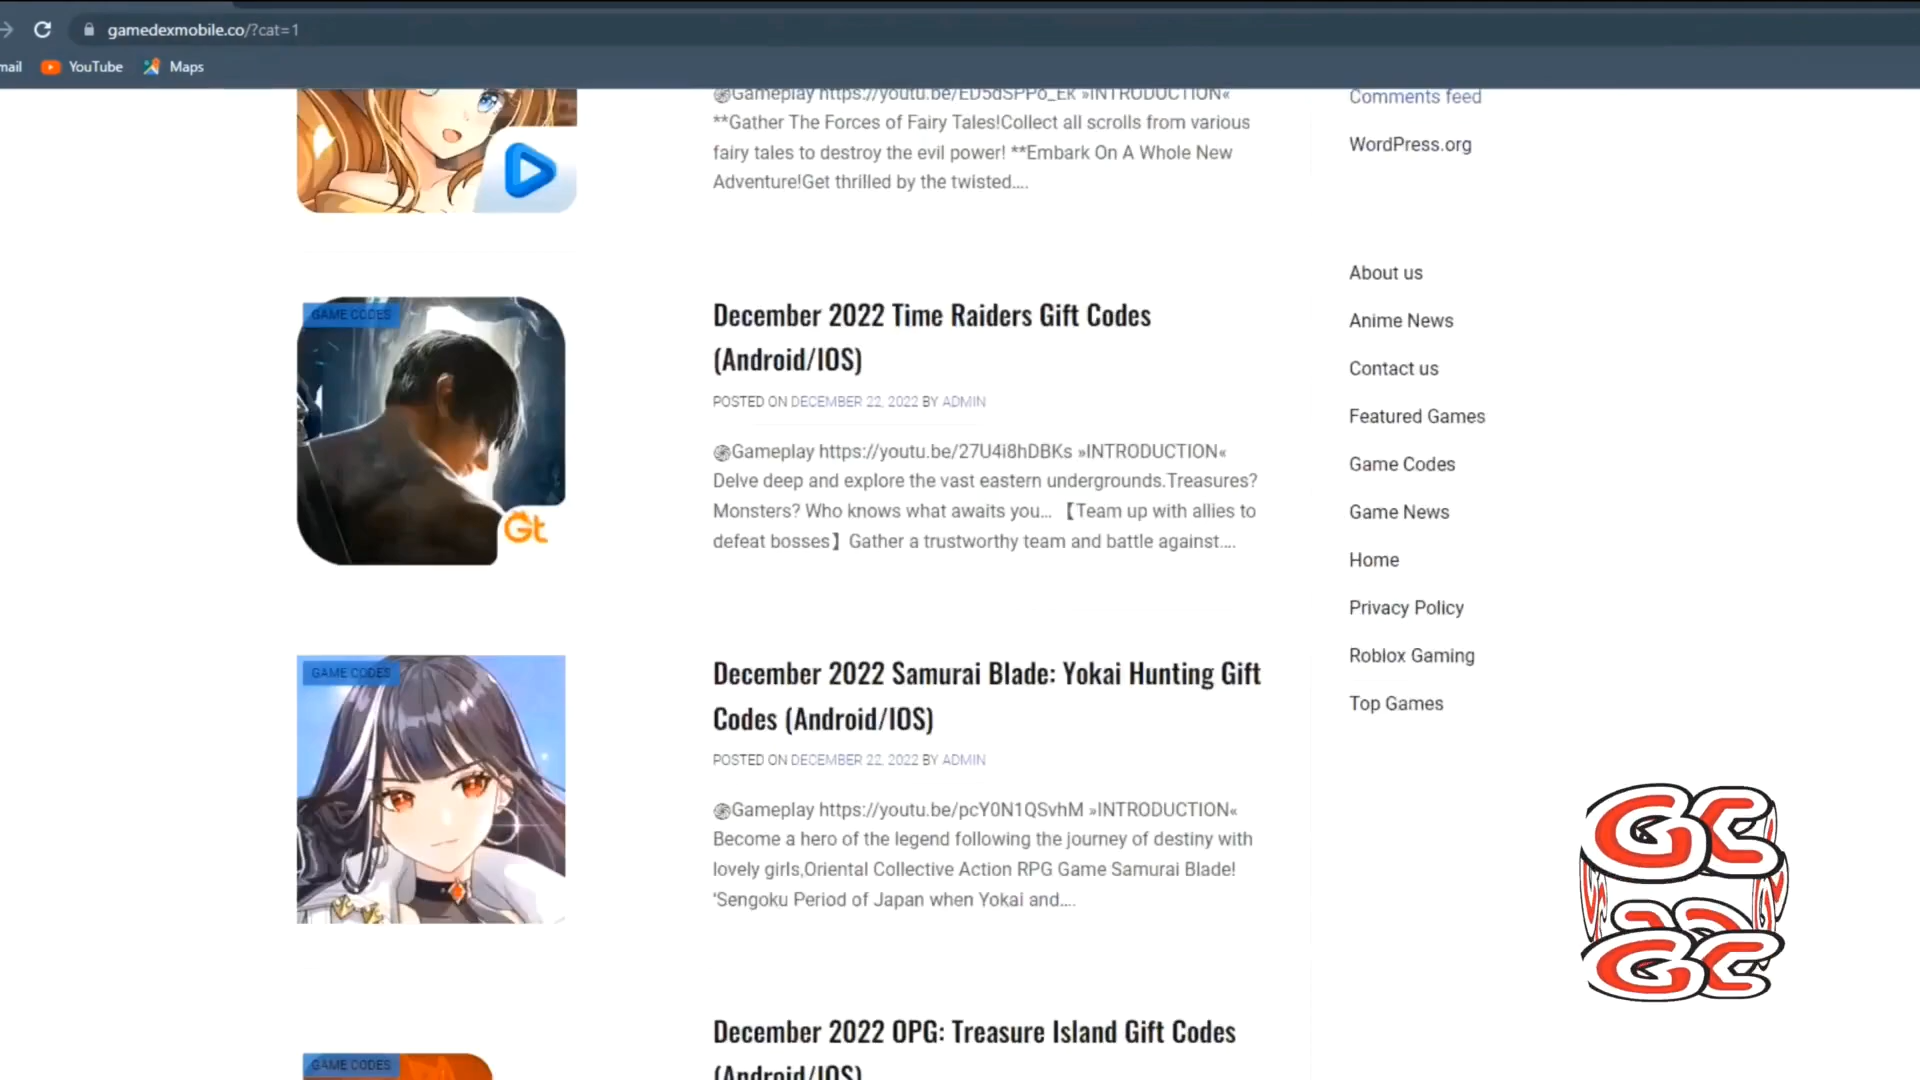 gamedexmobile.co/?cat=1
mail YouTube Maps
֍Gameplay https://youtu.be/ED5dSPPo_Ek »INTRODUCTION«
**Gather The Forces of Fairy Tales!Collect all scrolls from various
fairy tales to destroy the evil power! **Embark On A Whole New
Adventure!Get thrilled by the twisted….
Comments feed
WordPress.org
GAME CODES
December 2022 Time Raiders Gift Codes
(Android/IOS)
POSTED ON DECEMBER 22, 2022 BY ADMIN
֍Gameplay https://youtu.be/27U4i8hDBKs »INTRODUCTION«
Delve deep and explore the vast eastern undergrounds.Treasures?
Monsters? Who knows what awaits you… 【Team up with allies to
defeat bosses】Gather a trustworthy team and battle against….
Gt
GAME CODES
December 2022 Samurai Blade: Yokai Hunting Gift
Codes (Android/IOS)
POSTED ON DECEMBER 22, 2022 BY ADMIN
֍Gameplay https://youtu.be/pcY0N1QSvhM »INTRODUCTION«
Become a hero of the legend following the journey of destiny with
lovely girls,Oriental Collective Action RPG Game Samurai Blade!
'Sengoku Period of Japan when Yokai and….
GAME CODES
December 2022 OPG: Treasure Island Gift Codes
(Android/IOS)
About us
Anime News
Contact us
Featured Games
Game Codes
Game News
Home
Privacy Policy
Roblox Gaming
Top Games
GC
GC